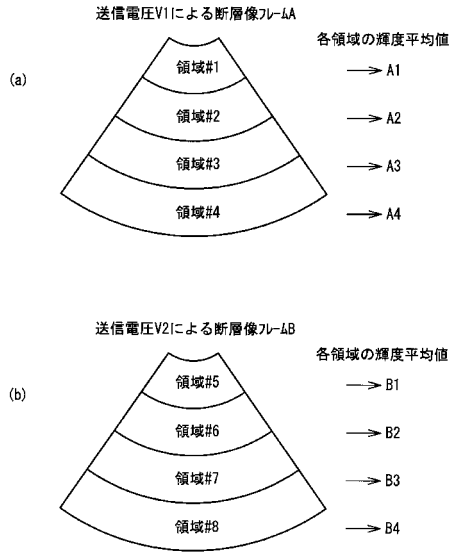 送信電圧V1による断層像フレームA
各領域の輝度平均値
(a)
領域#1
→ A1
領域#2
→ A2
領域#3
→ A3
領域#4
→ A4
送信電圧V2による断層像フレームB
各領域の輝度平均値
(b)
領域#5
→ B1
領域#6
→ B2
領域#7
→ B3
領域#8
→ B4